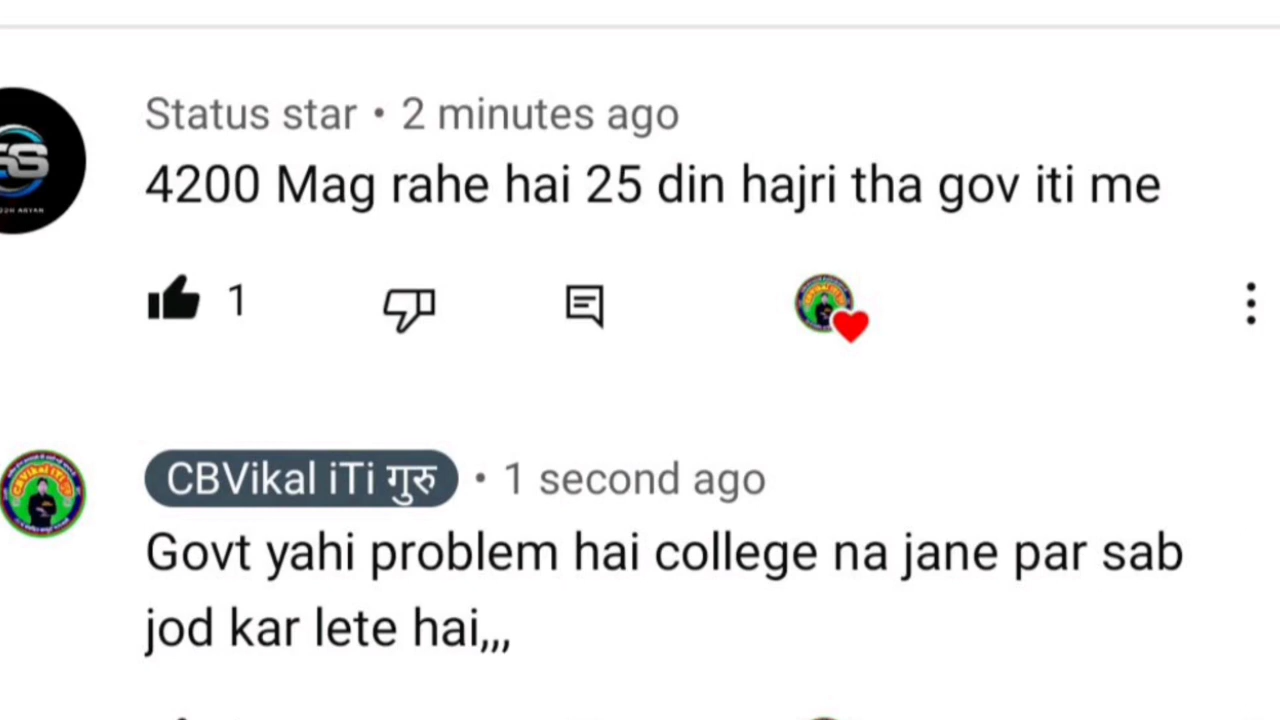 Status star • 2 minutes ago
4200 Mag rahe hai 25 din hajri tha gov iti me
1
CBVikal iTi गुरु • 1 second ago
Govt yahi problem hai college na jane par sab
jod kar lete hai,,,